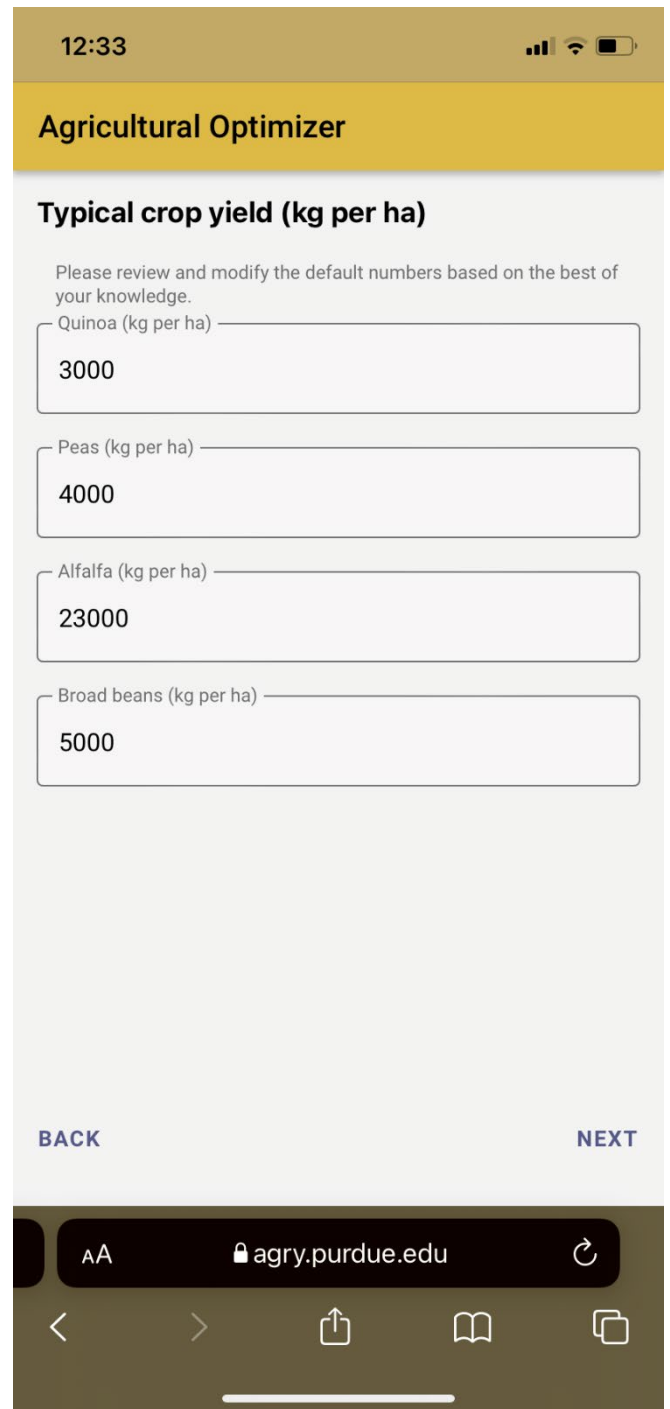 12:33
Agricultural Optimizer
Typical crop yield (kg per ha)
Please review and modify the default numbers based on the best of
your knowledge.
Quinoa (kg per ha)
3000
Peas (kg per ha)
4000
Alfalfa (kg per ha)
23000
Broad beans (kg per ha)
5000
BACK NEXT
AA agry.purdue.edu